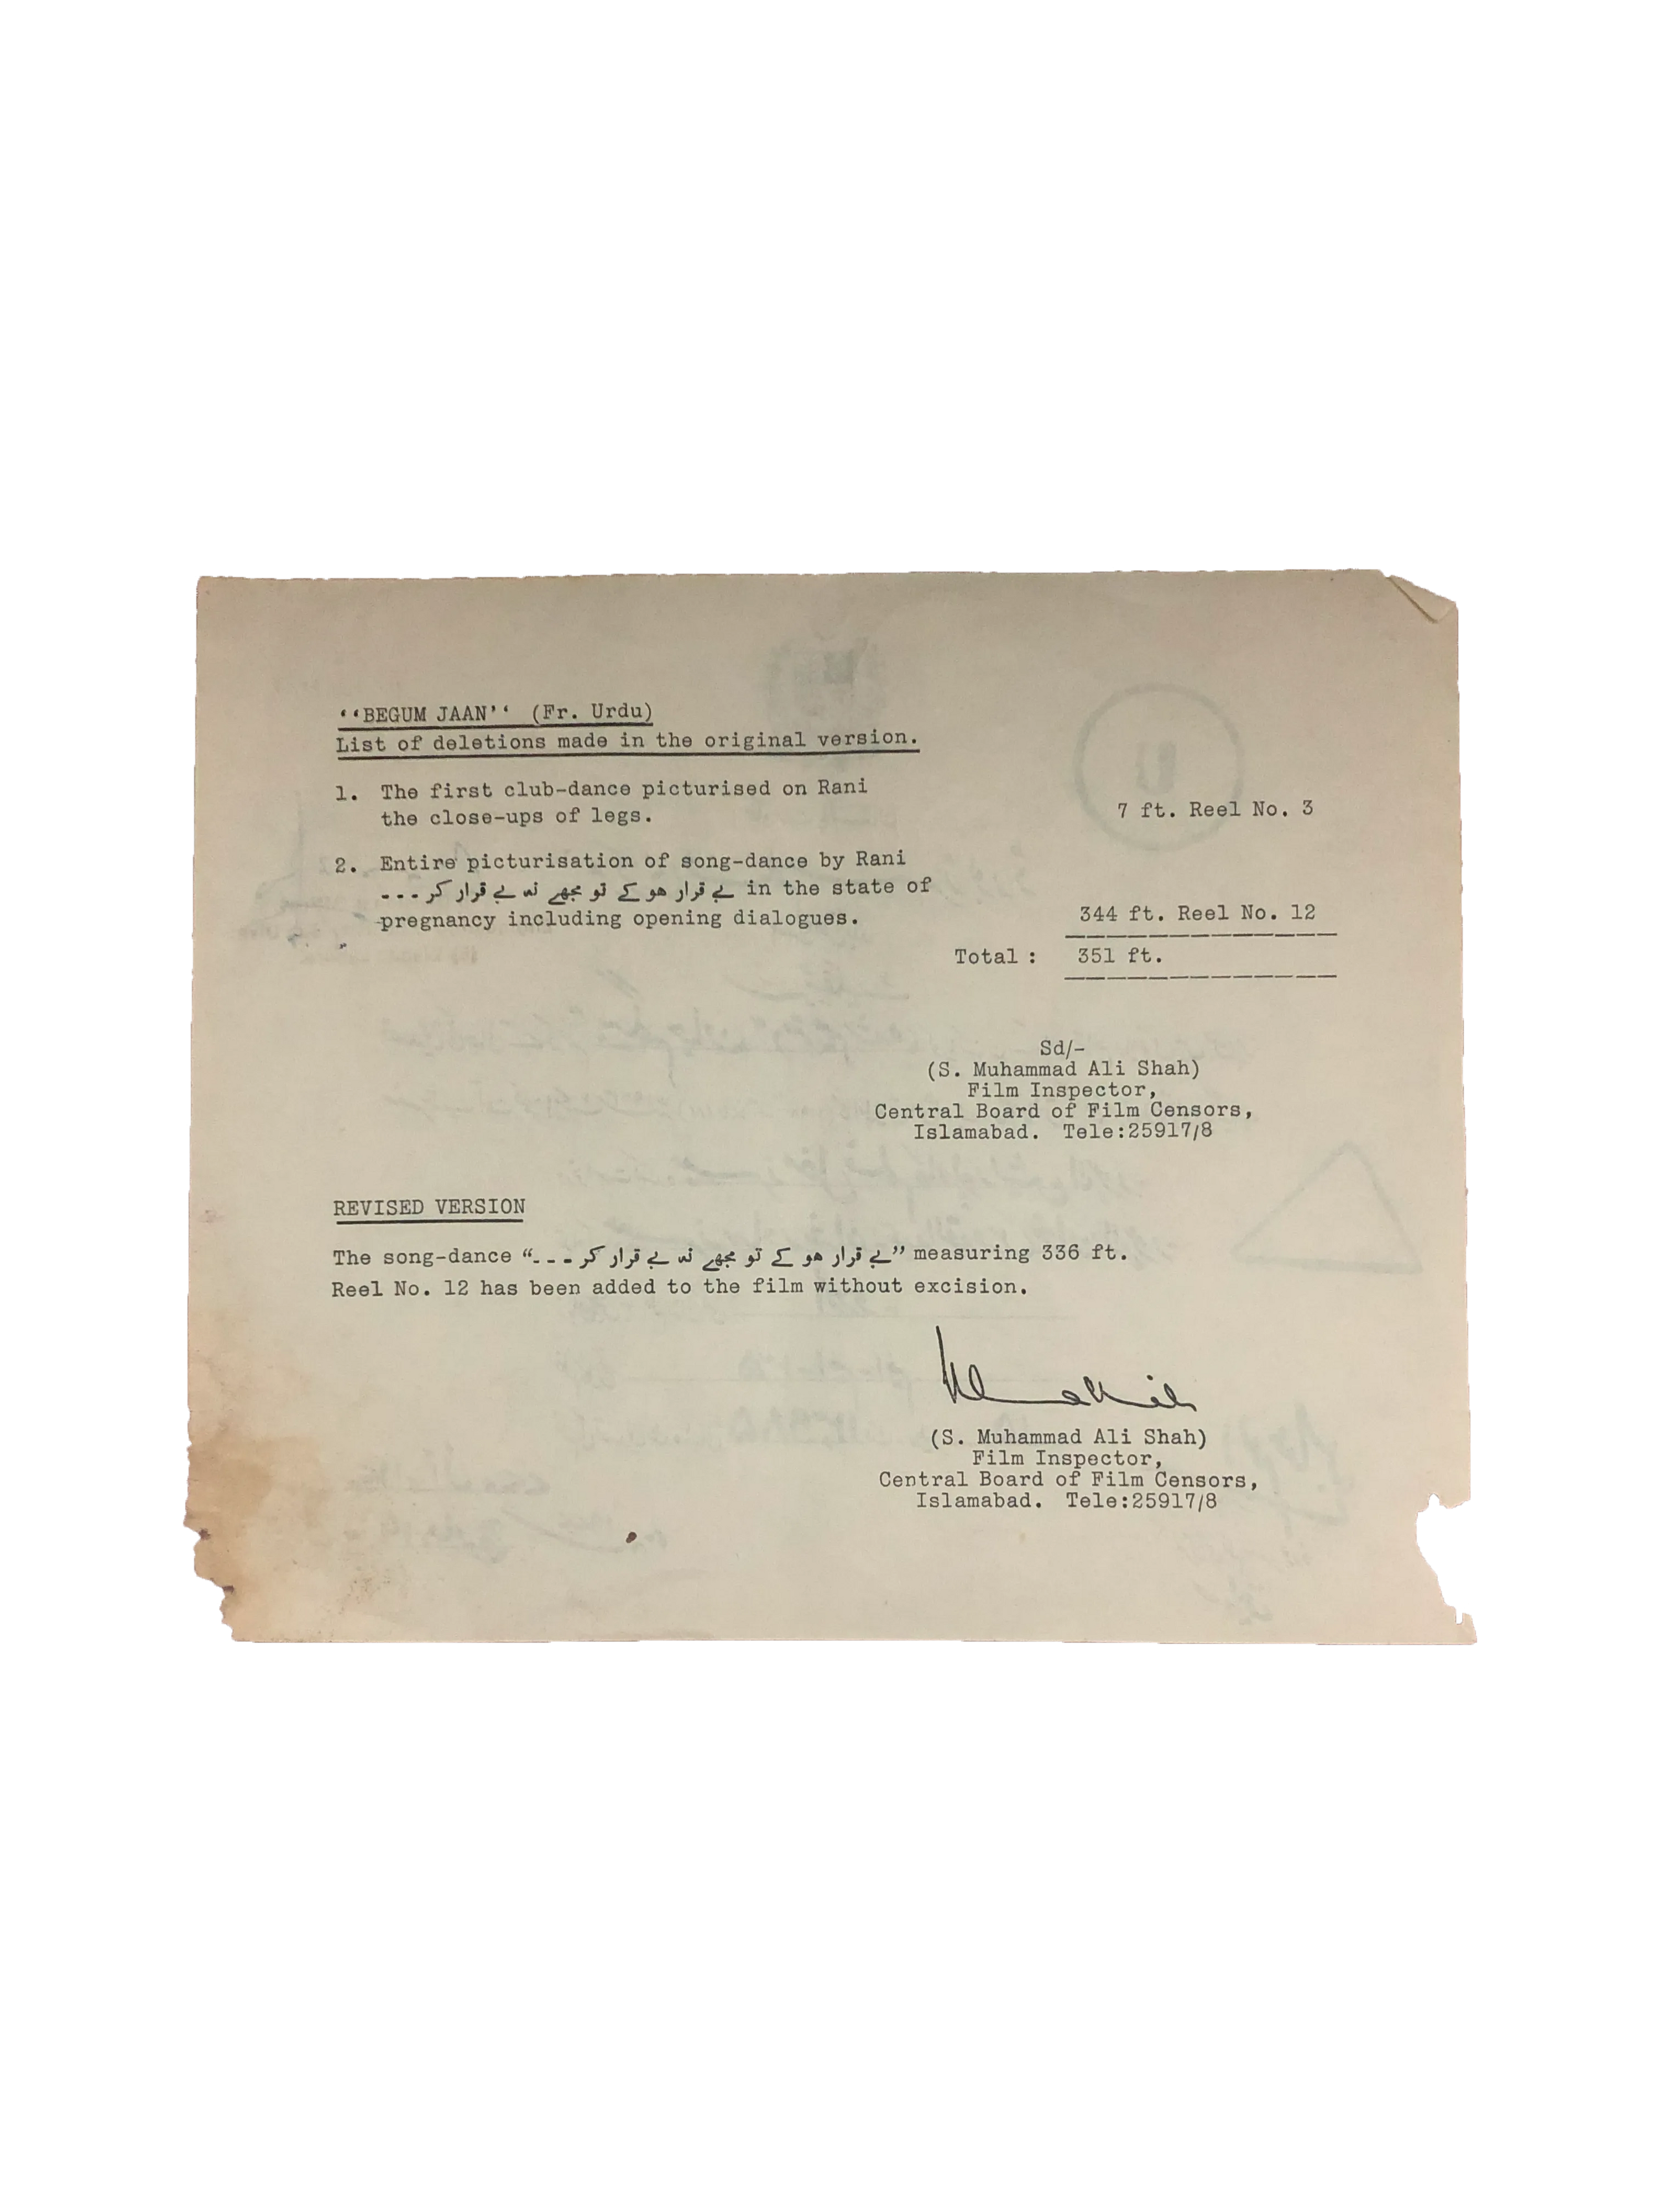 ‘‘BEGUM JAAN’‘ (Fr. Urdu)
List of deletions made in the original version.
1. The first club-dance picturised on Rani
the close-ups of legs.
7 ft. Reel No. 3
2. Entire picturisation of song-dance by Rani
بے قرار هو کے تو مجھے نہ بے قرار کر --- in the state of
pregnancy including opening dialogues.
344 ft. Reel No. 12
Total : 351 ft.
Sd/-
(S. Muhammad Ali Shah)
Film Inspector,
Central Board of Film Censors,
Islamabad. Tele:25917/8
REVISED VERSION
The song-dance “بے قرار هو کے تو مجھے نہ بے قرار کر ---” measuring 336 ft.
Reel No. 12 has been added to the film without excision.
(S. Muhammad Ali Shah)
Film Inspector,
Central Board of Film Censors,
Islamabad. Tele:25917/8